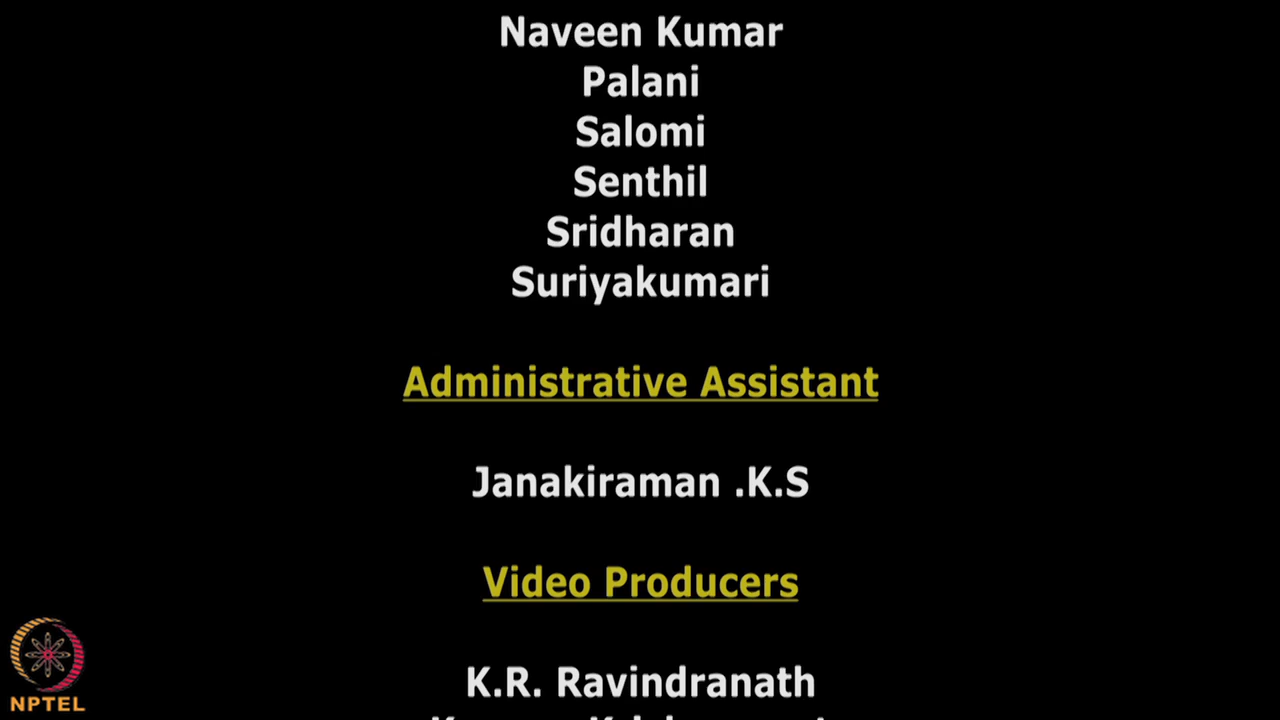 Naveen Kumar
Palani
Salomi
Senthil
Sridharan
Suriyakumari
Administrative Assistant
Janakiraman .K.S
Video Producers
K.R. Ravindranath
NPTEL